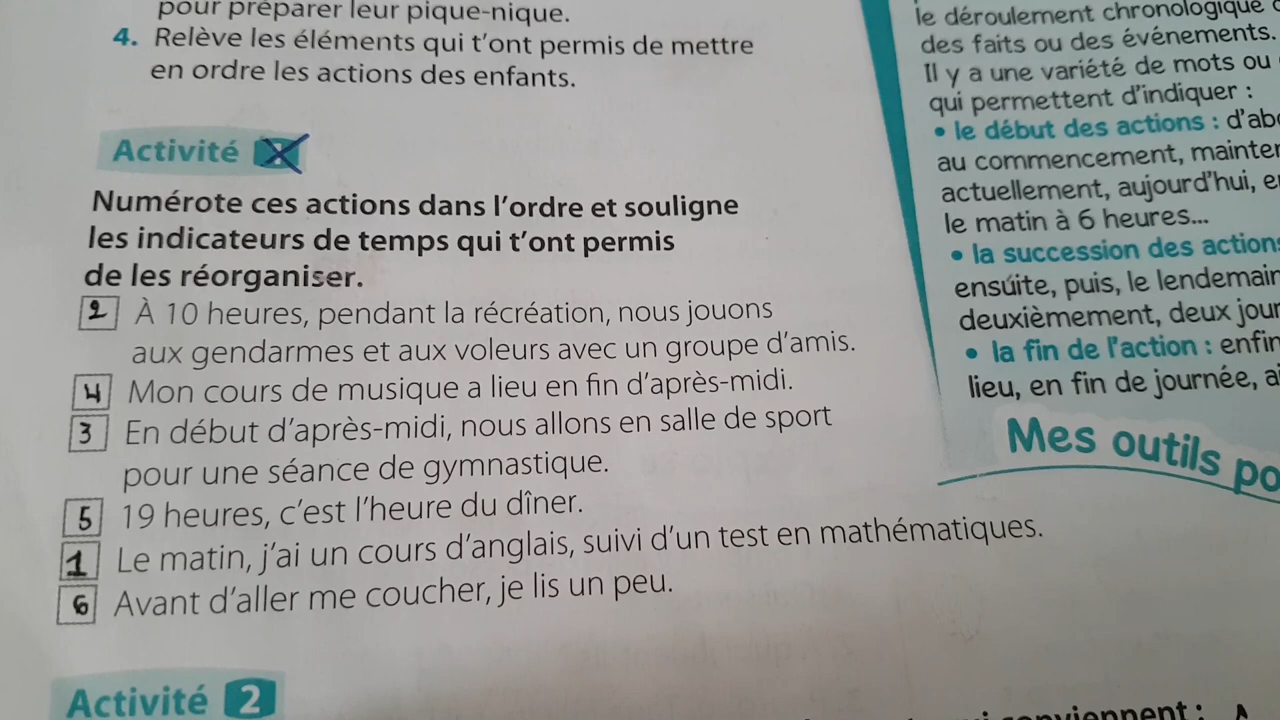 pour préparer leur pique-nique.
4. Relève les éléments qui t'ont permis de mettre
en ordre les actions des enfants.
Activité
Numérote ces actions dans l'ordre et souligne
les indicateurs de temps qui t'ont permis
de les réorganiser.
2 À 10 heures, pendant la récréation, nous jouons
aux gendarmes et aux voleurs avec un groupe d'amis.
4 Mon cours de musique a lieu en fin d'après-midi.
3 En début d'après-midi, nous allons en salle de sport
pour une séance de gymnastique.
5 19 heures, c'est l'heure du dîner.
1 Le matin, j'ai un cours d'anglais, suivi d'un test en mathématiques.
6 Avant d'aller me coucher, je lis un peu.
Activité 2
le déroulement chronologique
des faits ou des événements.
Il y a une variété de mots ou
qui permettent d'indiquer :
• le début des actions :
au commencement,
actuellement, aujourd'hui,
le matin à 6 heures...
• la succession des actions
ensuite, puis, le lendemain
deuxièmement, deux
• la fin de l'action : enfin
lieu, en fin de journée,
Mes outils